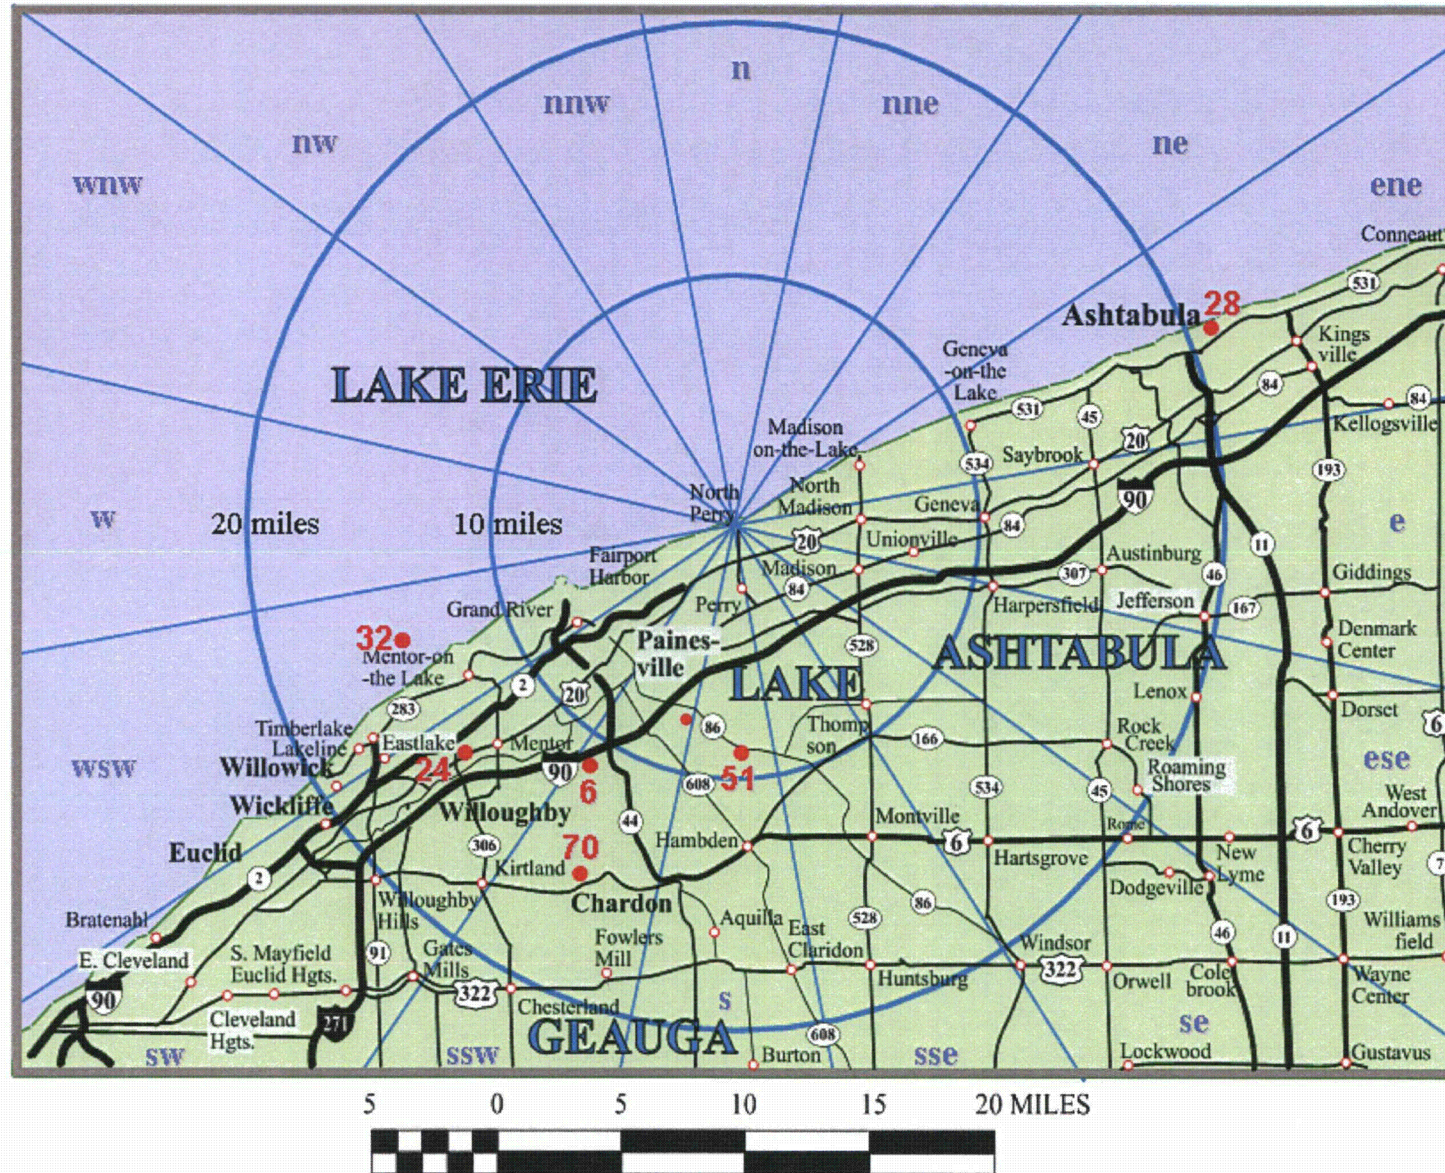 n
nnw
nne
nw
ne
wnw
ene
Conneaut
531
Ashtabula 28
Kings
ville
Geneva
-on-the
Lake
LAKE ERIE
84
84
531
45
Kellogsville
Madison
on-the-Lake
20
Saybrook
534
193
North
Perry
North
Madison
Geneva
90
w
20 miles
10 miles
84
e
20
Unionville
11
Fairport
Harbor
Madison
Austinburg
307
46
Giddings
84
Perry
Grand River
Harpersfield
Jefferson
167
32
Paines-
ville
Denmark
Center
528
ASHTABULA
Mentor-on
-the Lake
2
20
LAKE
Lenox
283
Dorset
6
Timberlake
Lakeline
Eastlake
Mentor
86
Thomp
son
166
Rock
Creek
Willowick
24
90
6
608
51
wsw
Roaming
Shores
ese
534
45
West
Andover
Wickliffe
Willoughby
44
Montville
Rome
6
Hambden
6
Hartsgrove
New
Lyme
Cherry
Valley
Euclid
306
70
Kirtland
2
Dodgeville
7
Willoughby
Hills
Chardon
86
193
Bratenahl
Aquilla
528
Williams
field
East
Claridon
46
11
E. Cleveland
S. Mayfield
Euclid Hgts.
91
Gates
Mills
Fowlers
Mill
Windsor
322
Huntsburg
Orwell
Cole
brook
Wayne
Center
90
322
Chesterland
s
Cleveland
Hgts.
271
GEAUGA
608
se
sw
ssw
Burton
sse
Lockwood
Gustavus
5 0 5 10 15 20 MILES